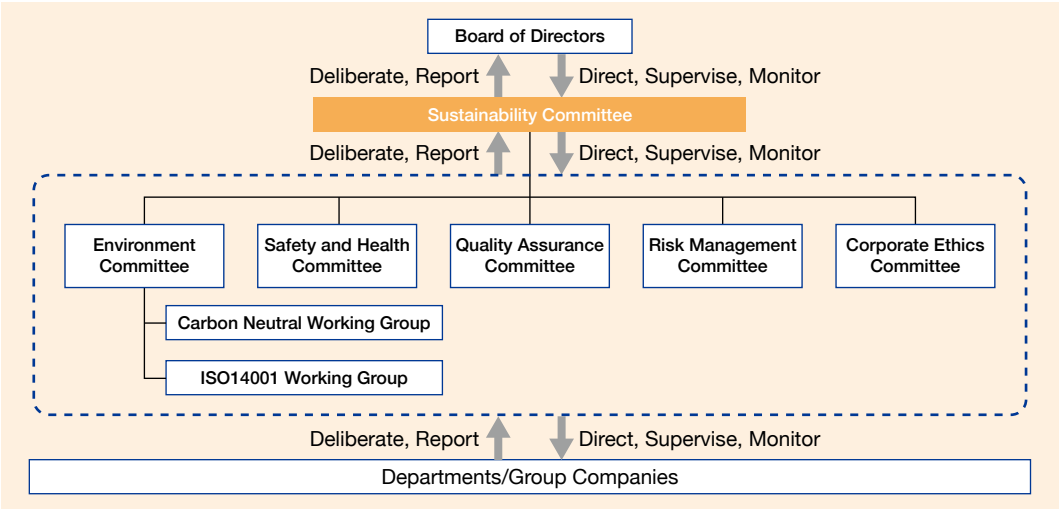 Board of Directors
Deliberate, Report
Direct, Supervise, Monitor
Sustainability Committee
Deliberate, Report
Direct, Supervise, Monitor
Environment
Committee
Safety and Health
Committee
Quality Assurance
Committee
Risk Management
Committee
Corporate Ethics
Committee
Carbon Neutral Working Group
ISO14001 Working Group
Deliberate, Report
Direct, Supervise, Monitor
Departments/Group Companies